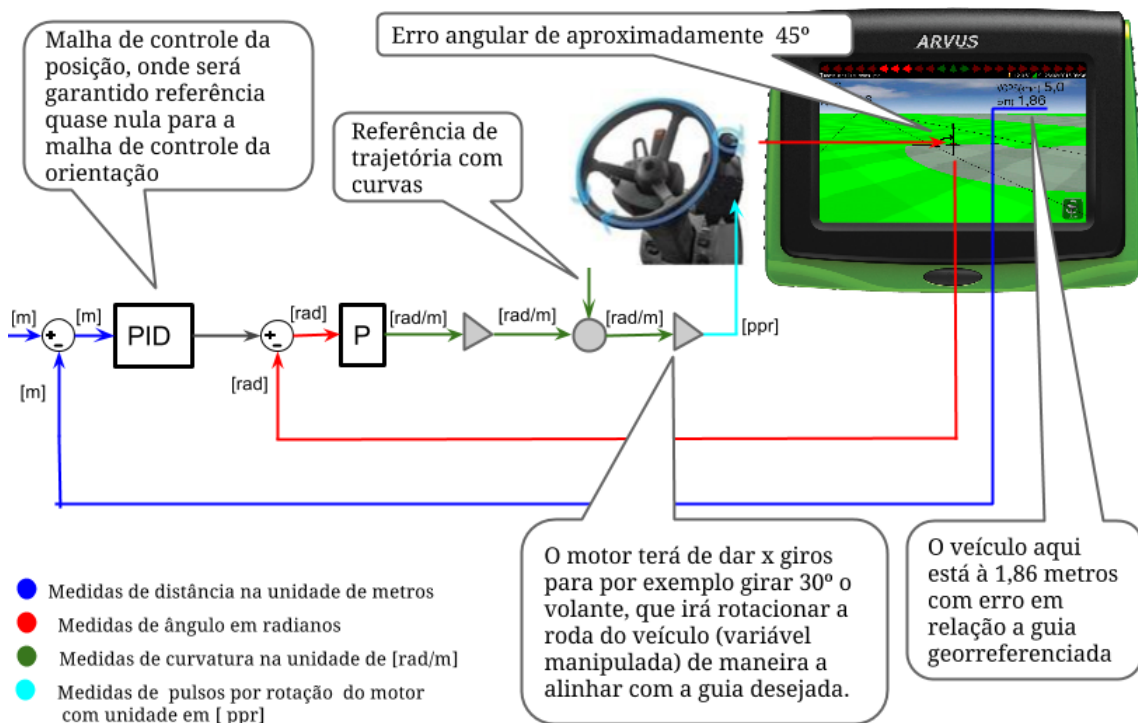 Malha de controle da
posição, onde será
garantido referência
quase nula para a
malha de controle da
orientação
Erro angular de aproximadamente 45º
Referência de
trajetória com
curvas
ARVUS
5,0
1,86
[m]
[m]
PID
[rad]
P
[rad/m]
[rad/m]
[rad/m]
[ppr]
[m]
[rad]
+
-
+
-
O motor terá de dar x giros
para por exemplo girar 30º o
volante, que irá rotacionar a
roda do veículo (variável
manipulada) de maneira a
alinhar com a guia desejada.
O veículo aqui
está à 1,86 metros
com erro em
relação a guia
georreferenciada
Medidas de distância na unidade de metros
Medidas de ângulo em radianos
Medidas de curvatura na unidade de [rad/m]
Medidas de pulsos por rotação do motor
com unidade em [ ppr]